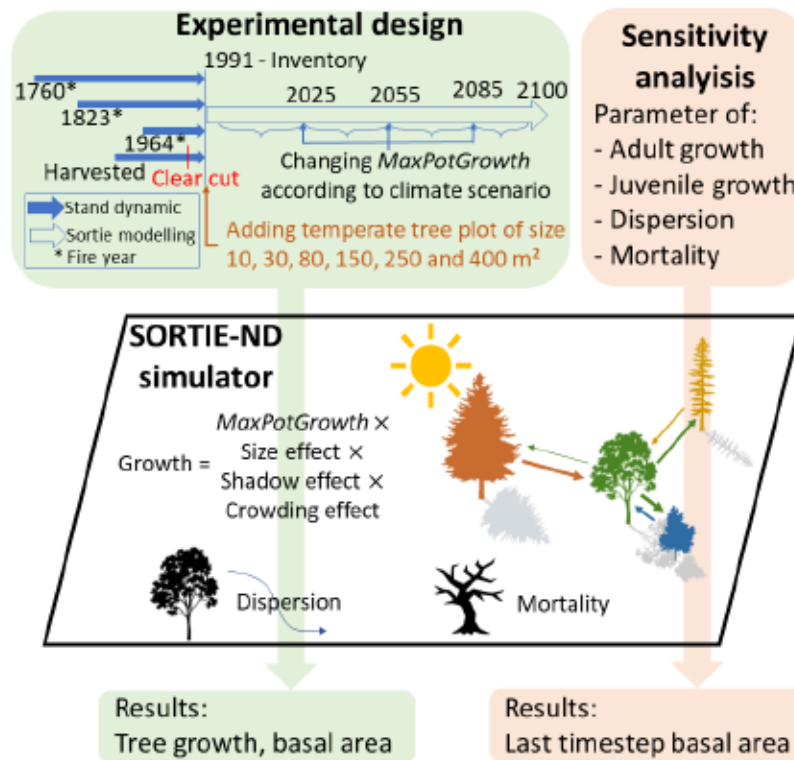 Experimental design
1991 - Inventory
1760*
1823*
1964*
Harvested
Clear cut
2025
2055
2085
2100
Changing MaxPotGrowth
according to climate scenario
Stand dynamic
Sortie modelling
* Fire year
Adding temperate tree plot of size
10, 30, 80, 150, 250 and 400 m²
Sensitivity
analyisis
Parameter of:
- Adult growth
- Juvenile growth
- Dispersion
- Mortality
SORTIE-ND
simulator
Growth =
MaxPotGrowth ×
Size effect ×
Shadow effect ×
Crowding effect
Dispersion
Mortality
Results:
Tree growth, basal area
Results:
Last timestep basal area